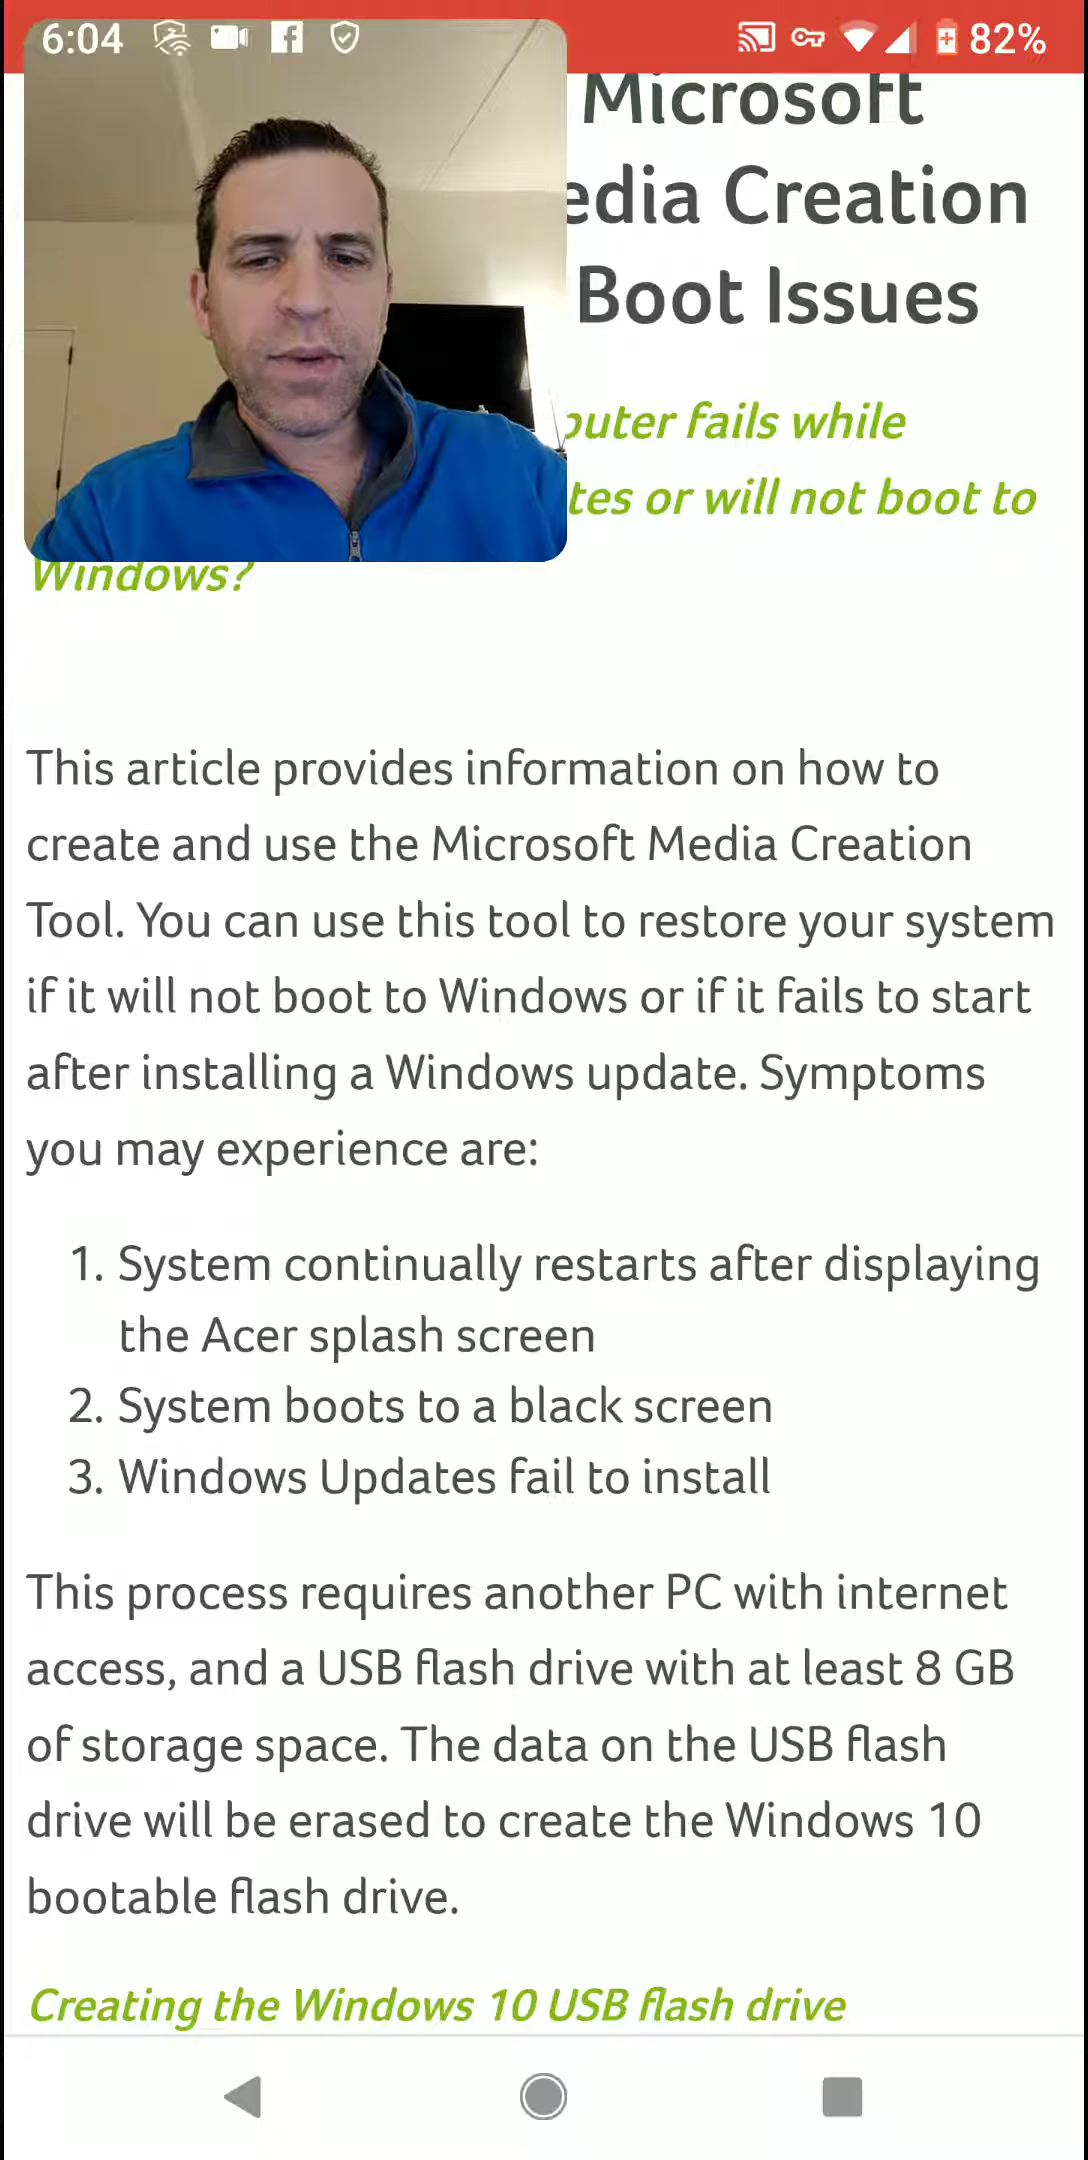 6:04 82%
Microsoft
edia Creation
Boot Issues
puter fails while
tes or will not boot to
Windows?
This article provides information on how to
create and use the Microsoft Media Creation
Tool. You can use this tool to restore your system
if it will not boot to Windows or if it fails to start
after installing a Windows update. Symptoms
you may experience are:
1. System continually restarts after displaying
the Acer splash screen
2. System boots to a black screen
3. Windows Updates fail to install
This process requires another PC with internet
access, and a USB flash drive with at least 8 GB
of storage space. The data on the USB flash
drive will be erased to create the Windows 10
bootable flash drive.
Creating the Windows 10 USB flash drive